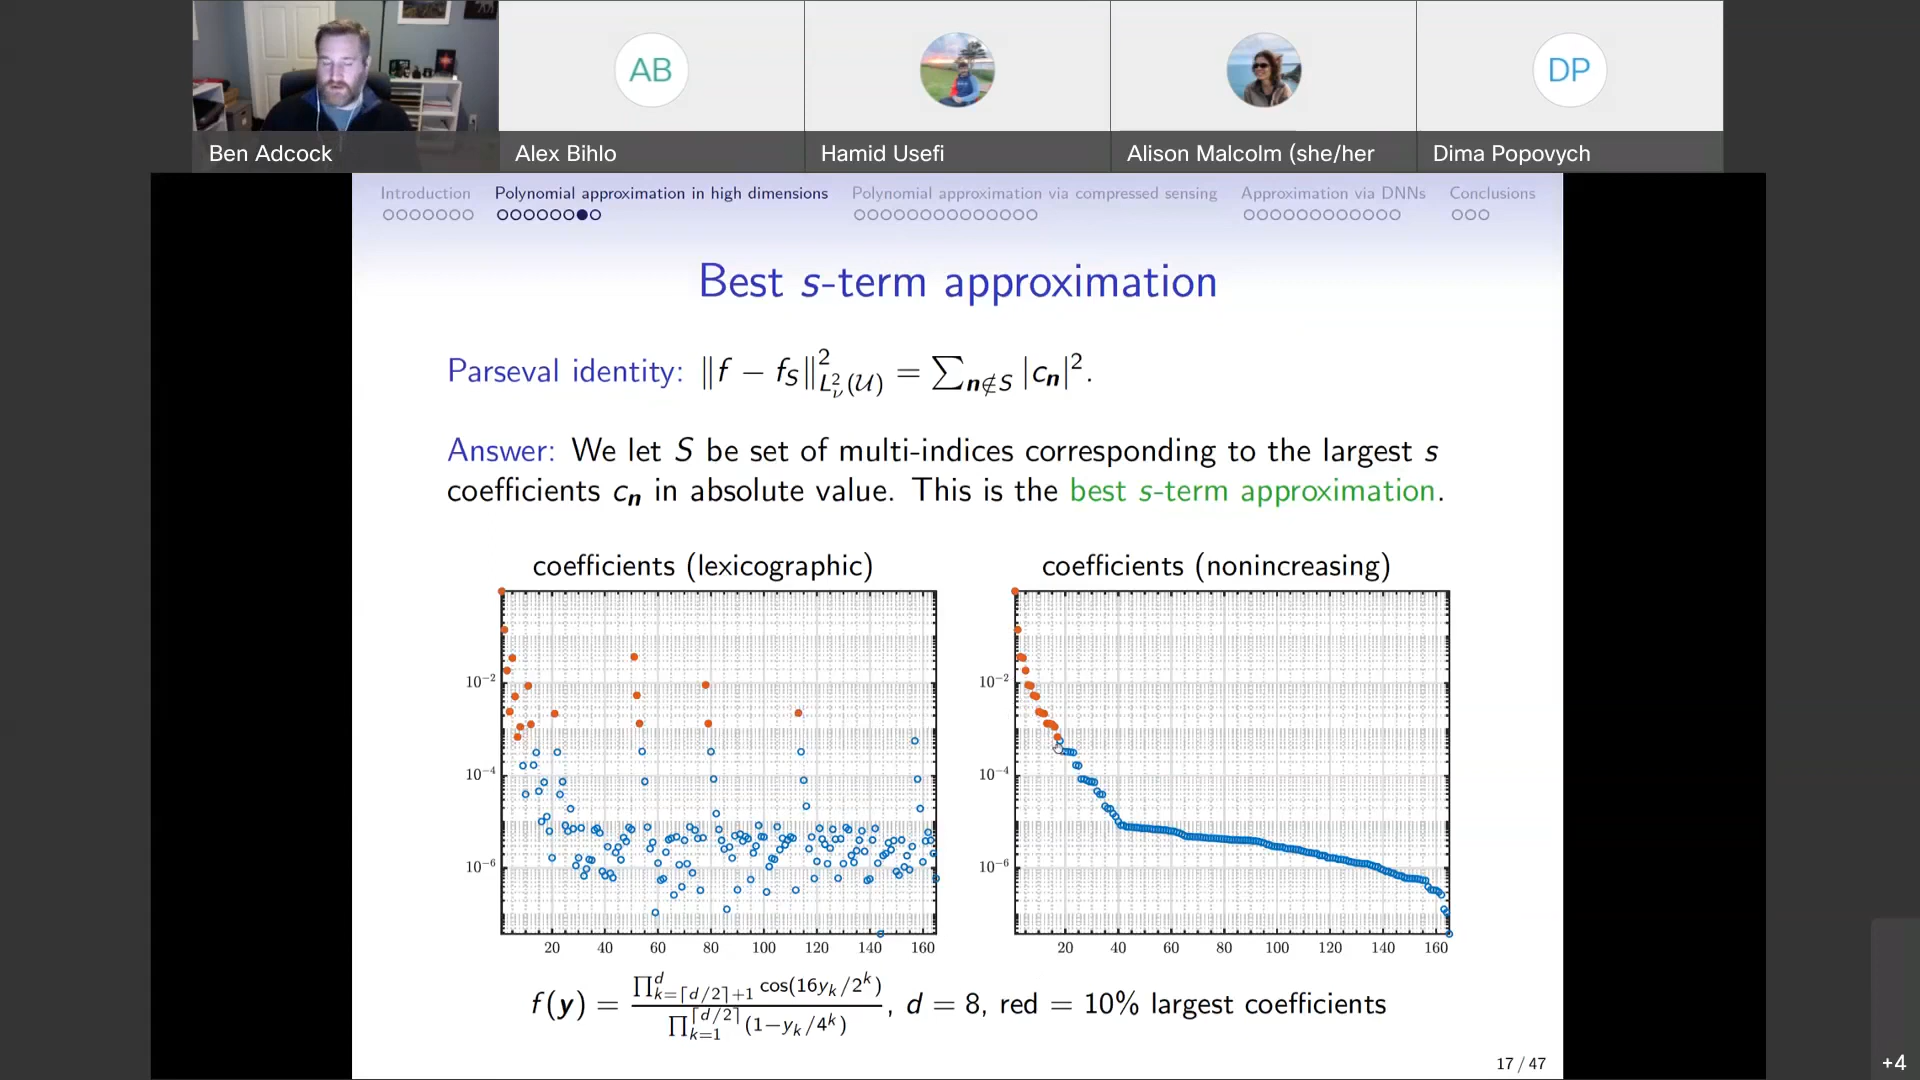 AB
DP
Ben Adcock
Alex Bihlo
Hamid Usefi
Alison Malcolm (she/her
Dima Popovych
Introduction
Polynomial approximation in high dimensions
Polynomial approximation via compressed sensing
Approximation via DNNs
Conclusions
Best s-term approximation
Parseval identity: ‖f − f_S‖²_{L²_ν(𝒰)} = ∑_{n∉S} |c_n|².
Answer: We let S be set of multi-indices corresponding to the largest s
coefficients c_n in absolute value. This is the best s-term approximation.
coefficients (lexicographic)
10⁻²
10⁻⁴
10⁻⁶
20 40 60 80 100 120 140 160
coefficients (nonincreasing)
10⁻²
10⁻⁴
10⁻⁶
20 40 60 80 100 120 140 160
f(y) = ∏_{k=⌈d/2⌉+1}^{d} cos(16y_k/2^k) / ∏_{k=1}^{⌈d/2⌉} (1−y_k/4^k), d = 8, red = 10% largest coefficients
17 / 47
+4